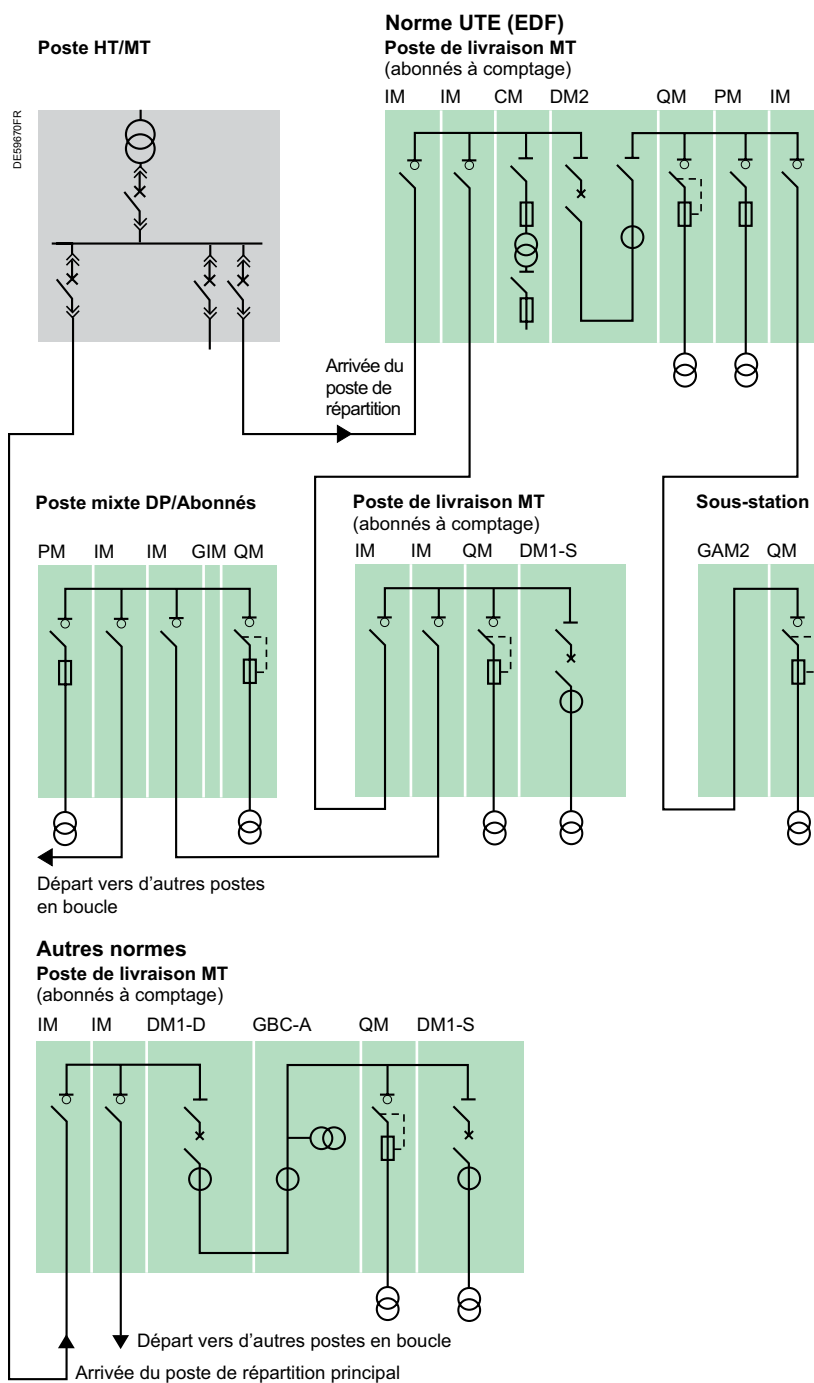 Norme UTE (EDF)
Poste HT/MT
Poste de livraison MT
(abonnés à comptage)
IM IM CM DM2 QM PM IM
DE59670FR
Arrivée du
poste de
répartition
Poste mixte DP/Abonnés
Poste de livraison MT
(abonnés à comptage)
Sous-station
PM IM IM GIM QM
IM IM QM DM1-S
GAM2 QM
Départ vers d'autres postes
en boucle
Autres normes
Poste de livraison MT
(abonnés à comptage)
IM IM DM1-D GBC-A QM DM1-S
Départ vers d'autres postes en boucle
Arrivée du poste de répartition principal